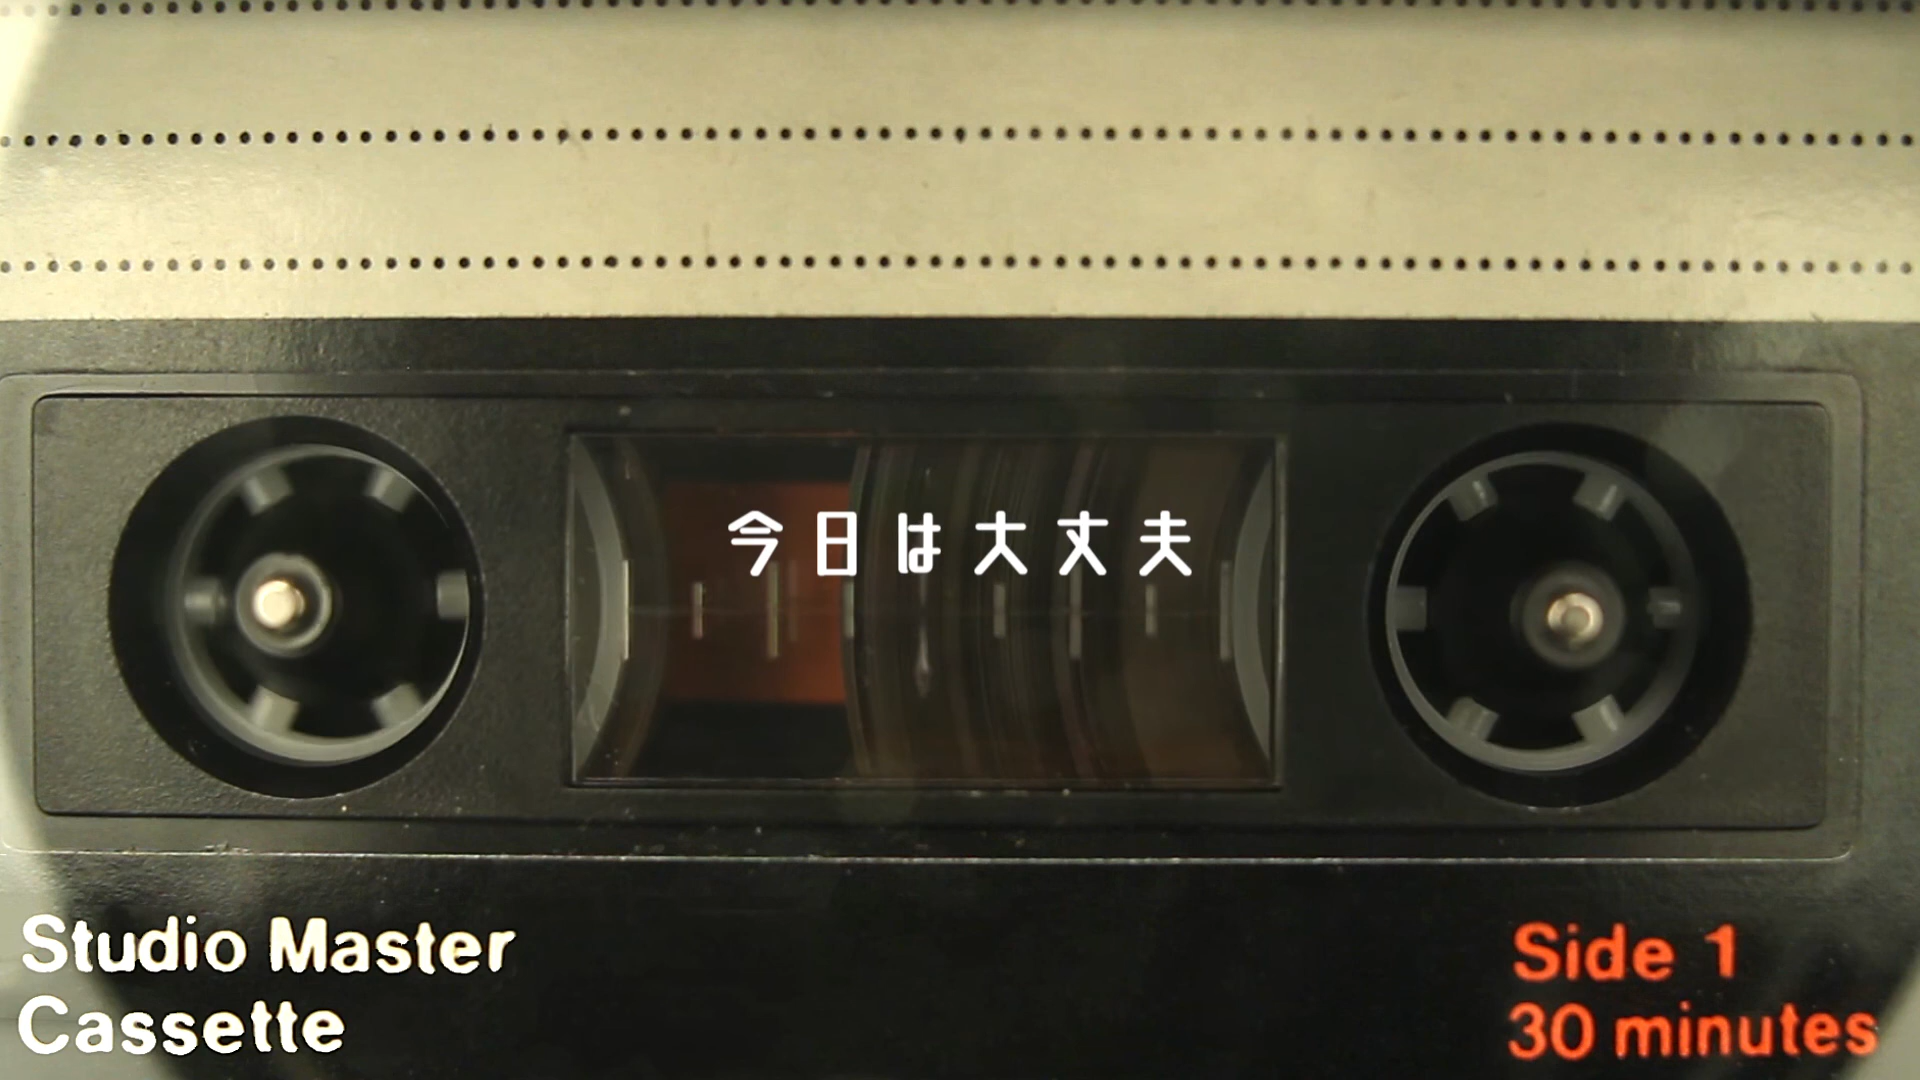 今日は大丈夫
Studio Master
Cassette
Side 1
30 minutes